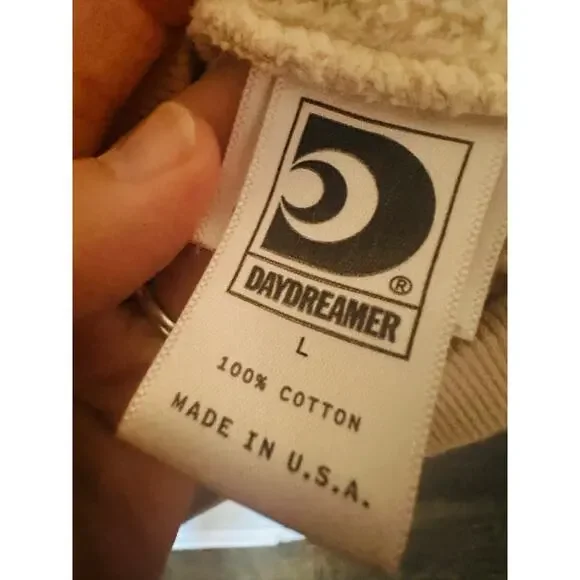 ®
DAYDREAMER
L
100% COTTON
MADE IN U.S.A.